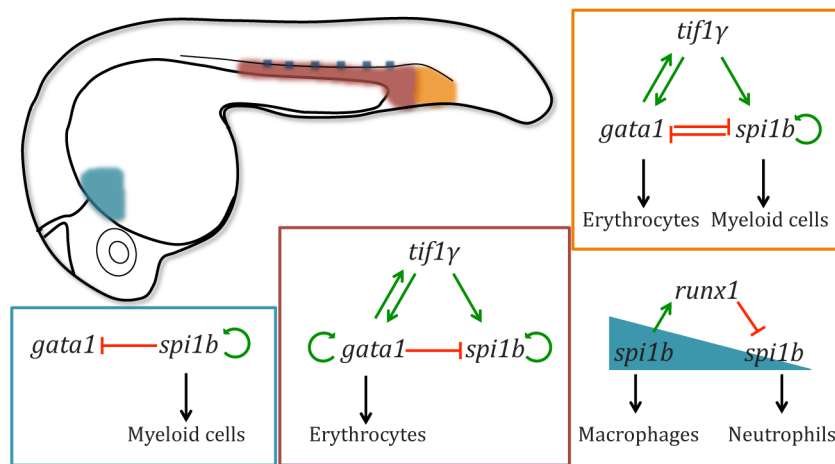 tif1γ
gata1 spi1b
Erythrocytes Myeloid cells
tif1γ
gata1 spi1b
Erythrocytes
gata1 spi1b
Myeloid cells
runx1
spi1b spi1b
Macrophages Neutrophils